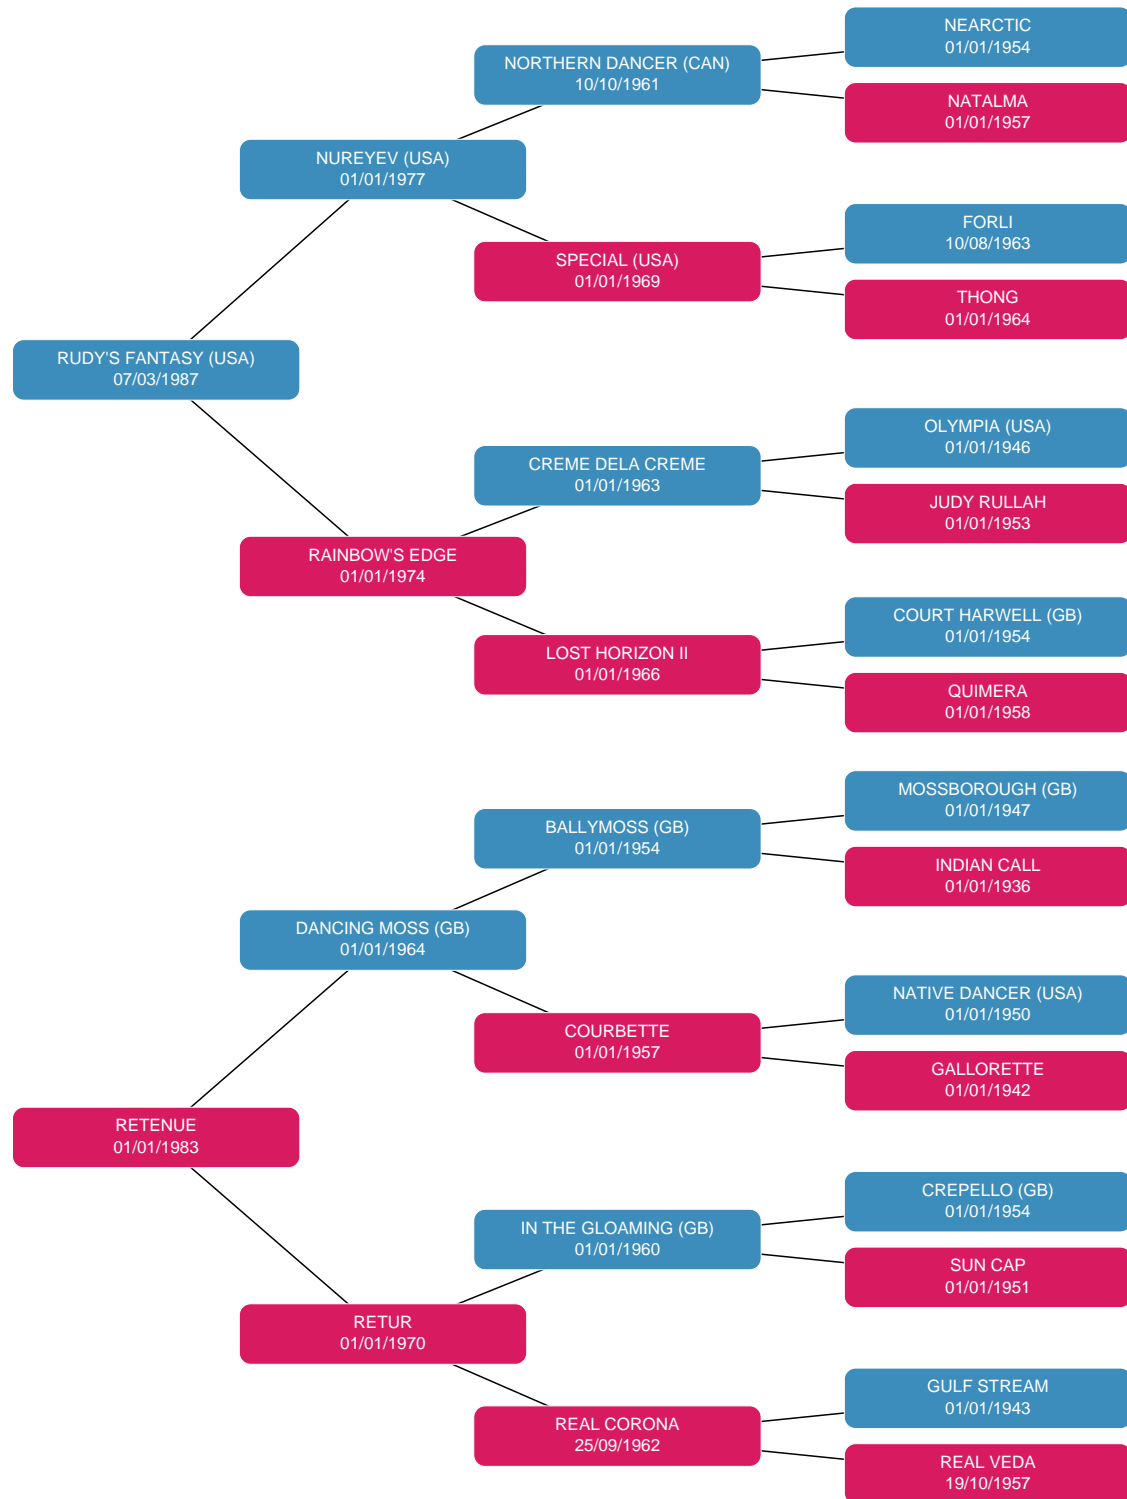 NEARCTIC
01/01/1954
NORTHERN DANCER (CAN)
10/10/1961
NATALMA
01/01/1957
NUREYEV (USA)
01/01/1977
FORLI
10/08/1963
SPECIAL (USA)
01/01/1969
THONG
01/01/1964
RUDY'S FANTASY (USA)
07/03/1987
OLYMPIA (USA)
01/01/1946
CREME DELA CREME
01/01/1963
JUDY RULLAH
01/01/1953
RAINBOW'S EDGE
01/01/1974
COURT HARWELL (GB)
01/01/1954
LOST HORIZON II
01/01/1966
QUIMERA
01/01/1958
MOSSBOROUGH (GB)
01/01/1947
BALLYMOSS (GB)
01/01/1954
INDIAN CALL
01/01/1936
DANCING MOSS (GB)
01/01/1964
NATIVE DANCER (USA)
01/01/1950
COURBETTE
01/01/1957
GALLORETTE
01/01/1942
RETENUE
01/01/1983
CREPELLO (GB)
01/01/1954
IN THE GLOAMING (GB)
01/01/1960
SUN CAP
01/01/1951
RETUR
01/01/1970
GULF STREAM
01/01/1943
REAL CORONA
25/09/1962
REAL VEDA
19/10/1957